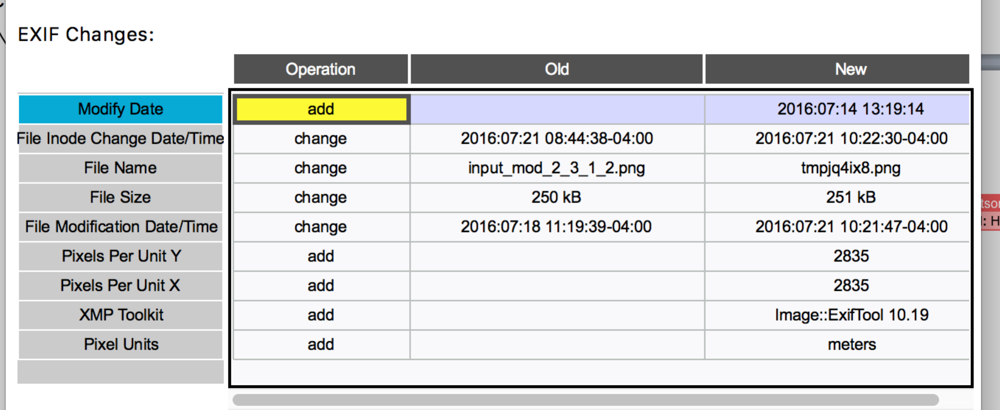 EXIF Changes:
Operation Old New
Modify Date add 2016:07:14 13:19:14
File Inode Change Date/Time change 2016:07:21 08:44:38-04:00 2016:07:21 10:22:30-04:00
File Name change input_mod_2_3_1_2.png tmpjq4ix8.png
File Size change 250 kB 251 kB
File Modification Date/Time change 2016:07:18 11:19:39-04:00 2016:07:21 10:21:47-04:00
Pixels Per Unit Y add 2835
Pixels Per Unit X add 2835
XMP Toolkit add Image::ExifTool 10.19
Pixel Units add meters